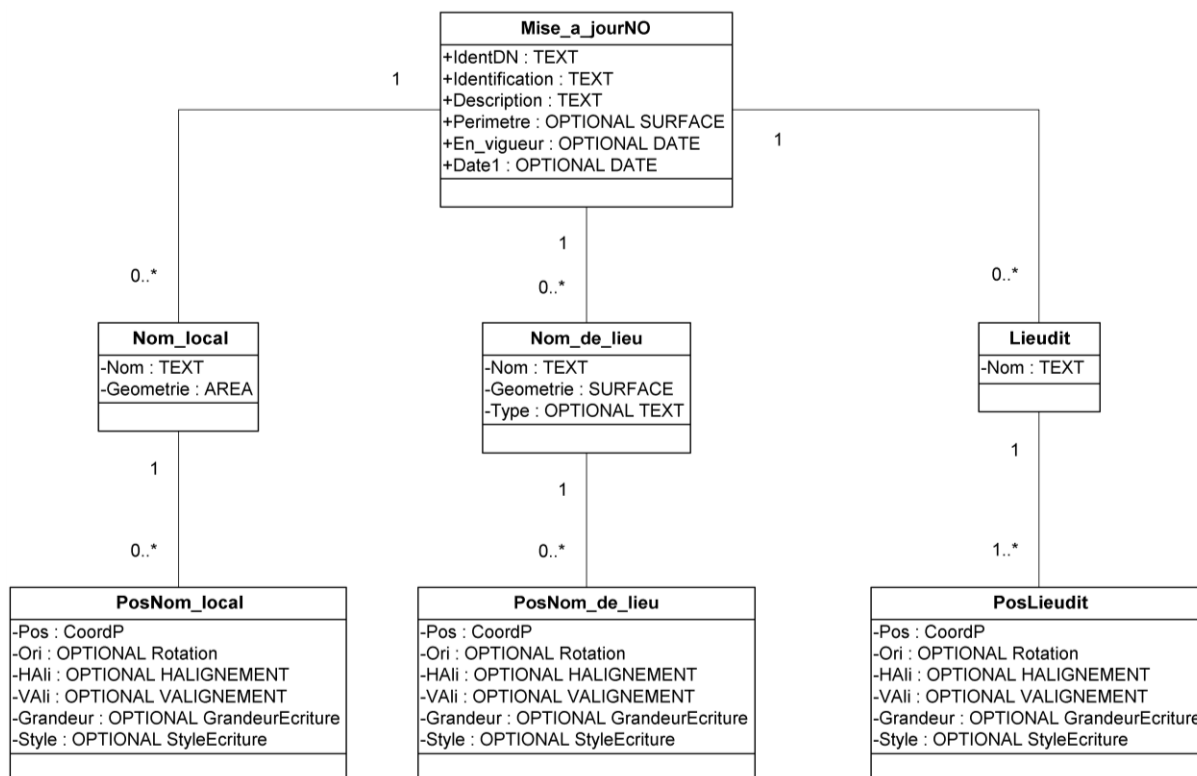 Mise_a_jourNO
+IdentDN : TEXT
+Identification : TEXT
+Description : TEXT
+Perimetre : OPTIONAL SURFACE
+En_vigueur : OPTIONAL DATE
+Date1 : OPTIONAL DATE
1
1
1
0..*
0..*
0..*
Nom_local
-Nom : TEXT
-Geometrie : AREA
Nom_de_lieu
-Nom : TEXT
-Geometrie : SURFACE
-Type : OPTIONAL TEXT
Lieudit
-Nom : TEXT
1
1
1
0..*
0..*
1..*
PosNom_local
-Pos : CoordP
-Ori : OPTIONAL Rotation
-HAli : OPTIONAL HALIGNEMENT
-VAli : OPTIONAL VALIGNEMENT
-Grandeur : OPTIONAL GrandeurEcriture
-Style : OPTIONAL StyleEcriture
PosNom_de_lieu
-Pos : CoordP
-Ori : OPTIONAL Rotation
-HAli : OPTIONAL HALIGNEMENT
-VAli : OPTIONAL VALIGNEMENT
-Grandeur : OPTIONAL GrandeurEcriture
-Style : OPTIONAL StyleEcriture
PosLieudit
-Pos : CoordP
-Ori : OPTIONAL Rotation
-HAli : OPTIONAL HALIGNEMENT
-VAli : OPTIONAL VALIGNEMENT
-Grandeur : OPTIONAL GrandeurEcriture
-Style : OPTIONAL StyleEcriture